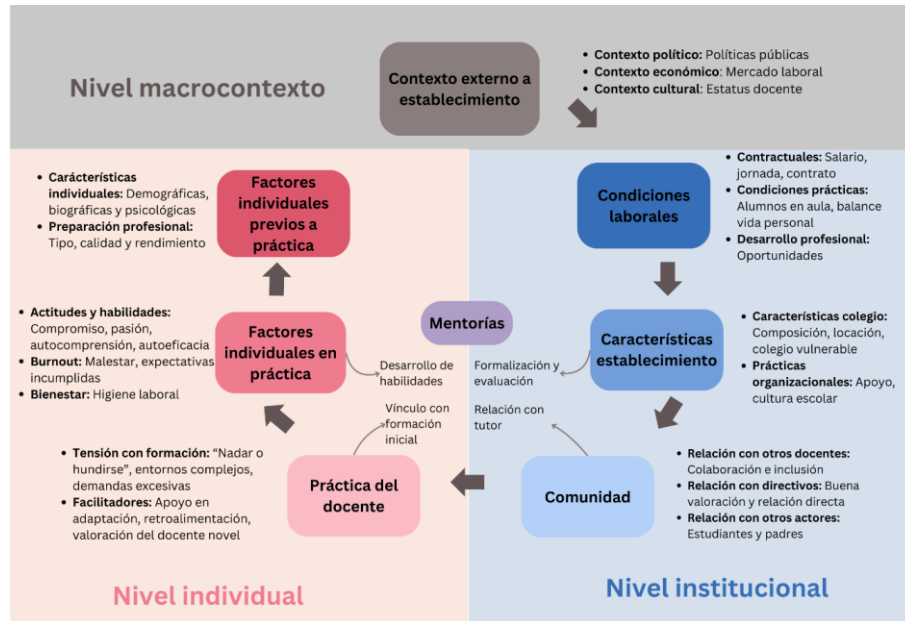 Nivel macrocontexto
Contexto externo a
establecimiento
• Contexto político: Políticas públicas
• Contexto económico: Mercado laboral
• Contexto cultural: Estatus docente
• Carácterísticas
individuales: Demográficas,
biográficas y psicológicas
• Preparación profesional:
Tipo, calidad y rendimiento
Factores
individuales
previos a
práctica
Condiciones
laborales
• Contractuales: Salario,
jornada, contrato
• Condiciones prácticas:
Alumnos en aula, balance
vida personal
• Desarrollo profesional:
Oportunidades
• Actitudes y habilidades:
Compromiso, pasión,
autocomprensión, autoeficacia
• Burnout: Malestar, expectativas
incumplidas
• Bienestar: Higiene laboral
Factores
individuales en
práctica
Mentorías
Desarrollo de
habilidades
Formalización y
evaluación
Vínculo con
formación
inicial
Relación con
tutor
Características
establecimiento
• Características colegio:
Composición, locación,
colegio vulnerable
• Prácticas
organizacionales: Apoyo,
cultura escolar
• Tensión con formación: “Nadar o
hundirse”, entornos complejos,
demandas excesivas
• Facilitadores: Apoyo en
adaptación, retroalimentación,
valoración del docente novel
Práctica del
docente
Comunidad
• Relación con otros docentes:
Colaboración e inclusión
• Relación con directivos: Buena
valoración y relación directa
• Relación con otros actores:
Estudiantes y padres
Nivel individual
Nivel institucional